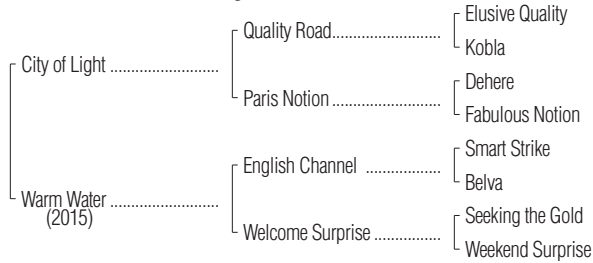 Elusive Quality
Quality Road
Kobla
City of Light
Dehere
Paris Notion
Fabulous Notion
Smart Strike
English Channel
Belva
Warm Water
(2015)
Seeking the Gold
Welcome Surprise
Weekend Surprise